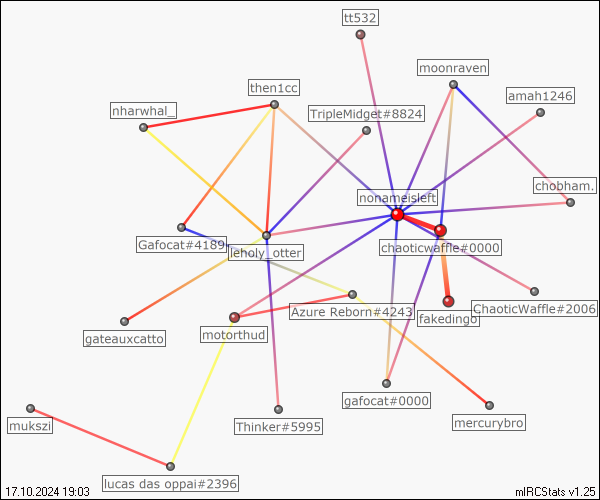 tt532
moonraven
then1cc
amah1246
nharwhal_
TripleMidget#8824
chobham.
nonameisleft
Gafocat#4189
leholy_otter
chaoticwaffle#0000
Azure Reborn#4243
ChaoticWaffle#2006
fakedingo
motorthud
gateauxcatto
gafocat#0000
mercurybro
Thinker#5995
mukszi
lucas das oppai#2396
17.10.2024 19:03
mIRCStats v1.25